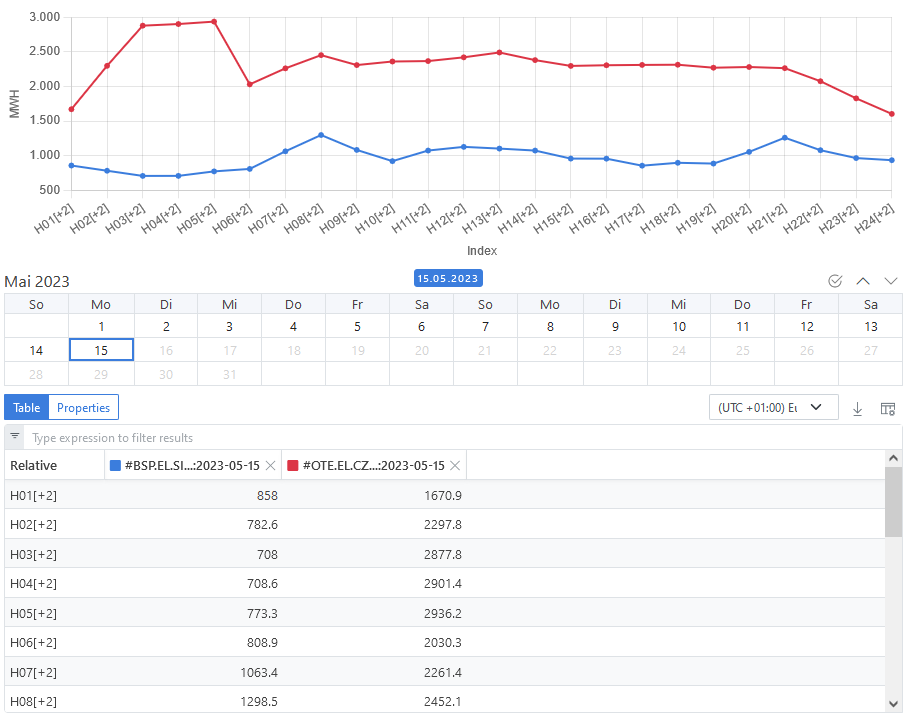 3.000
2.500
2.000
1.500
1.000
500
MWH
H01[+2] H02[+2] H03[+2] H04[+2] H05[+2] H06[+2] H07[+2] H08[+2] H09[+2] H10[+2] H11[+2] H12[+2] H13[+2] H14[+2] H15[+2] H16[+2] H17[+2] H18[+2] H19[+2] H20[+2] H21[+2] H22[+2] H23[+2] H24[+2]
Index
Mai 2023 15.05.2023
So Mo Di Mi Do Fr Sa So Mo Di Mi Do Fr Sa
1 2 3 4 5 6 7 8 9 10 11 12 13
14 15 16 17 18 19 20 21 22 23 24 25 26 27
28 29 30 31
Table Properties (UTC +01:00) Eu
Type expression to filter results
Relative #BSP.EL.SI...:2023-05-15 #OTE.EL.CZ...:2023-05-15
H01[+2] 858 1670.9
H02[+2] 782.6 2297.8
H03[+2] 708 2877.8
H04[+2] 708.6 2901.4
H05[+2] 773.3 2936.2
H06[+2] 808.9 2030.3
H07[+2] 1063.4 2261.4
H08[+2] 1298.5 2452.1